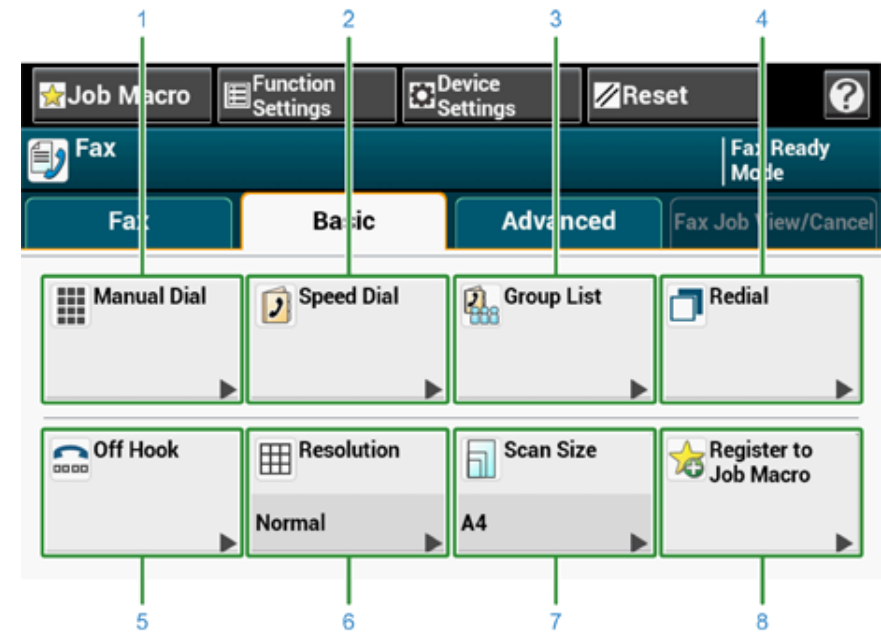 1 2 3 4
Job Macro Function Settings Device Settings Reset ?
Fax Fax Ready
Mode
Fax Basic Advanced Fax Job View/Cancel
Manual Dial Speed Dial Group List Redial
Off Hook Resolution Scan Size Register to
Job Macro
Normal A4
5 6 7 8